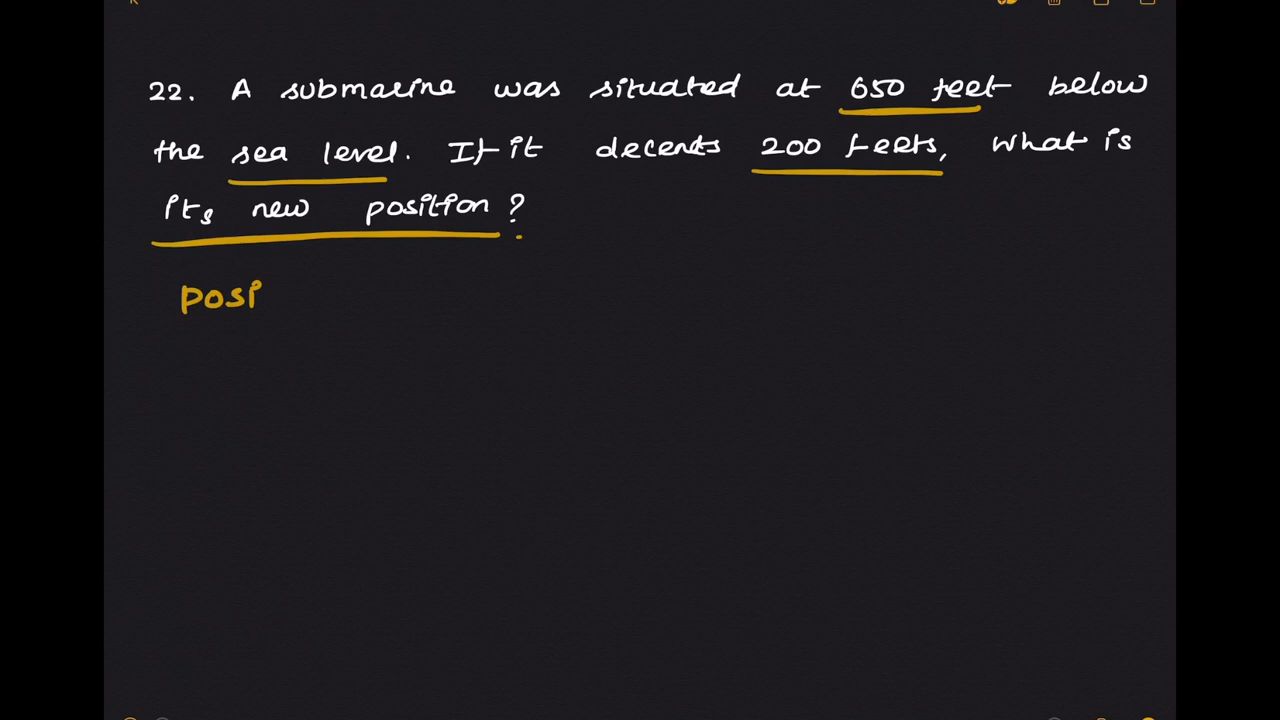 22. A submarine was situated at 650 feet below
the sea level. If it decents 200 feets, what is
its new position ?
posi